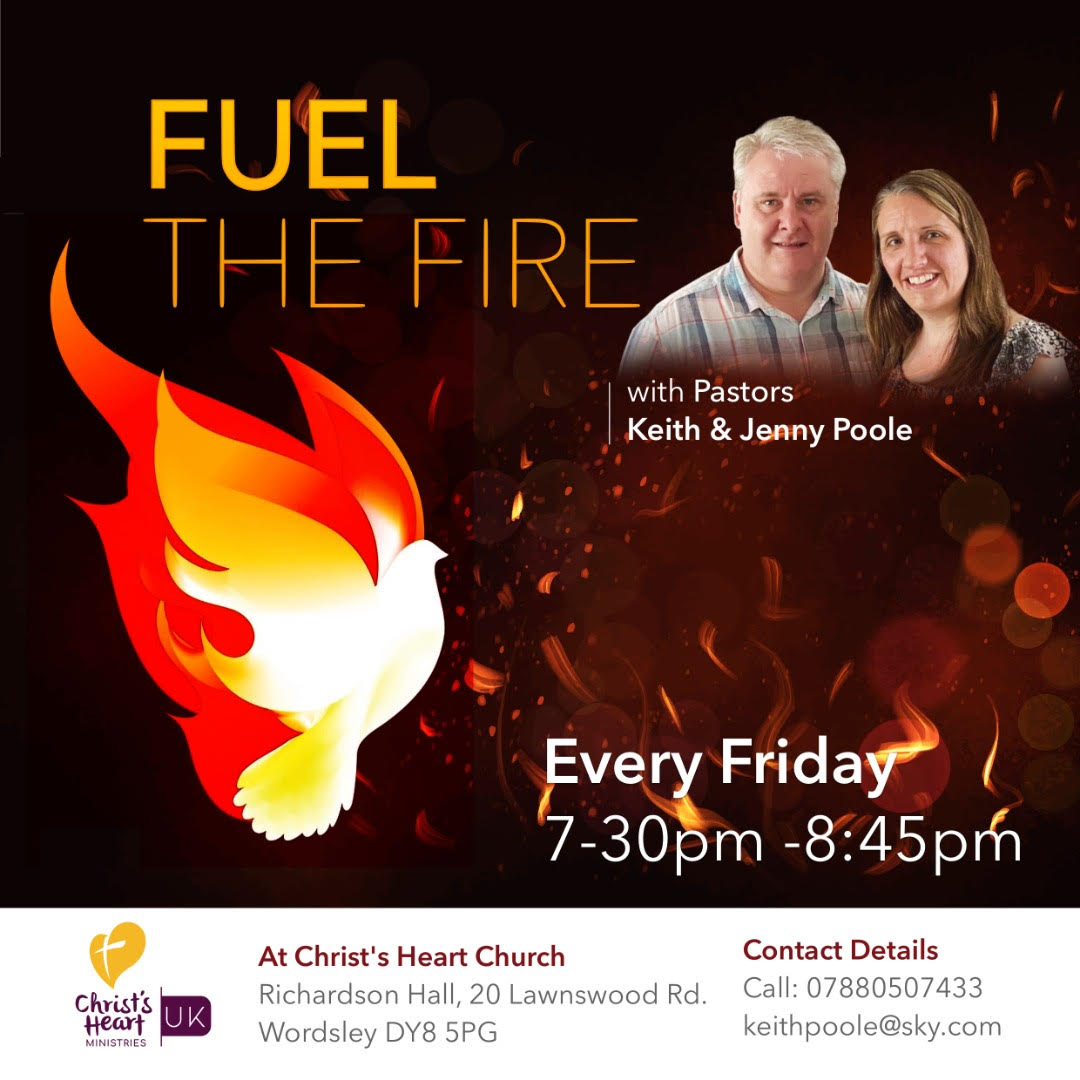 FUEL
THE FIRE
with Pastors
Keith & Jenny Poole
Every Friday
7-30pm -8:45pm
Christ's
Heart
MINISTRIES
UK
At Christ's Heart Church
Richardson Hall, 20 Lawnswood Rd.
Wordsley DY8 5PG
Contact Details
Call: 07880507433
keithpoole@sky.com